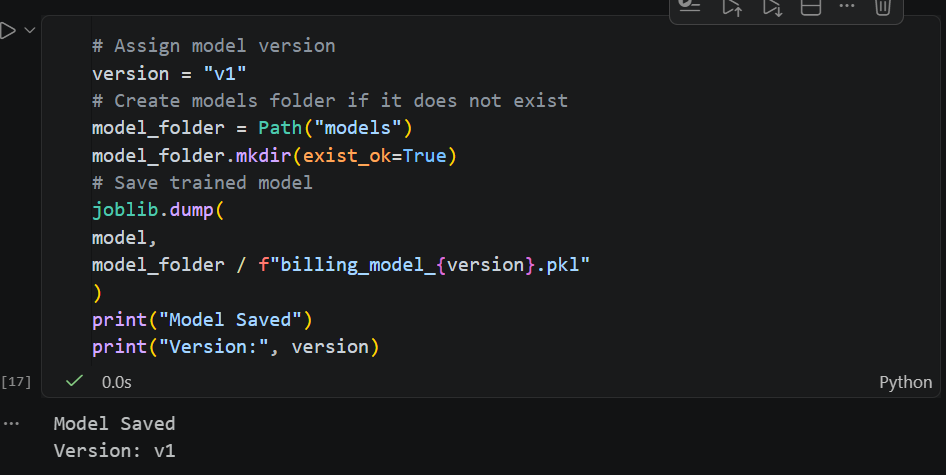 # Assign model version
version = "v1"
# Create models folder if it does not exist
model_folder = Path("models")
model_folder.mkdir(exist_ok=True)
# Save trained model
joblib.dump(
model,
model_folder / f"billing_model_{version}.pkl"
)
print("Model Saved")
print("Version:", version)
[17] 0.0s Python
Model Saved
Version: v1